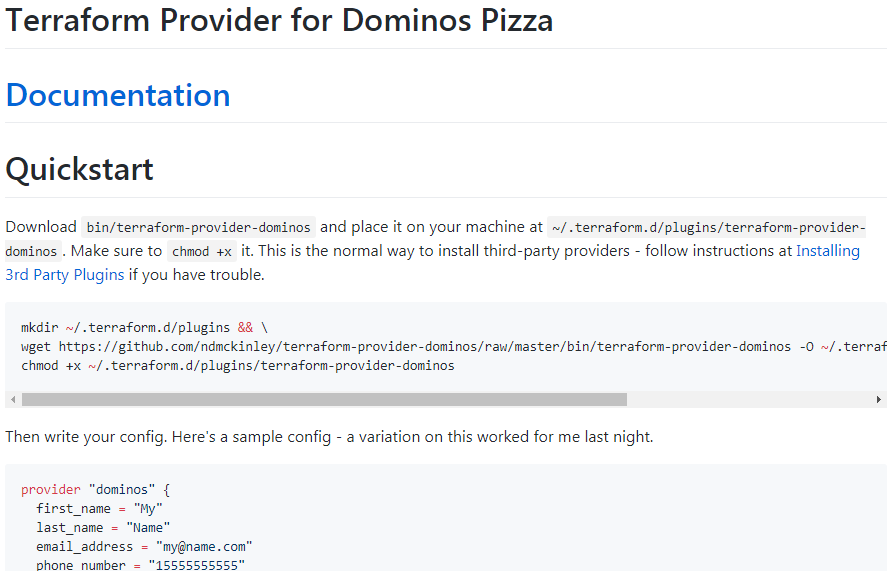 Terraform Provider for Dominos Pizza
Documentation
Quickstart
Download bin/terraform-provider-dominos and place it on your machine at ~/.terraform.d/plugins/terraform-provider-
dominos . Make sure to chmod +x it. This is the normal way to install third-party providers - follow instructions at Installing
3rd Party Plugins if you have trouble.
mkdir ~/.terraform.d/plugins && \
wget https://github.com/ndmckinley/terraform-provider-dominos/raw/master/bin/terraform-provider-dominos -O ~/.terraf
chmod +x ~/.terraform.d/plugins/terraform-provider-dominos
Then write your config. Here's a sample config - a variation on this worked for me last night.
provider "dominos" {
first_name = "My"
last_name = "Name"
email_address = "my@name.com"
phone_number = "15555555555"